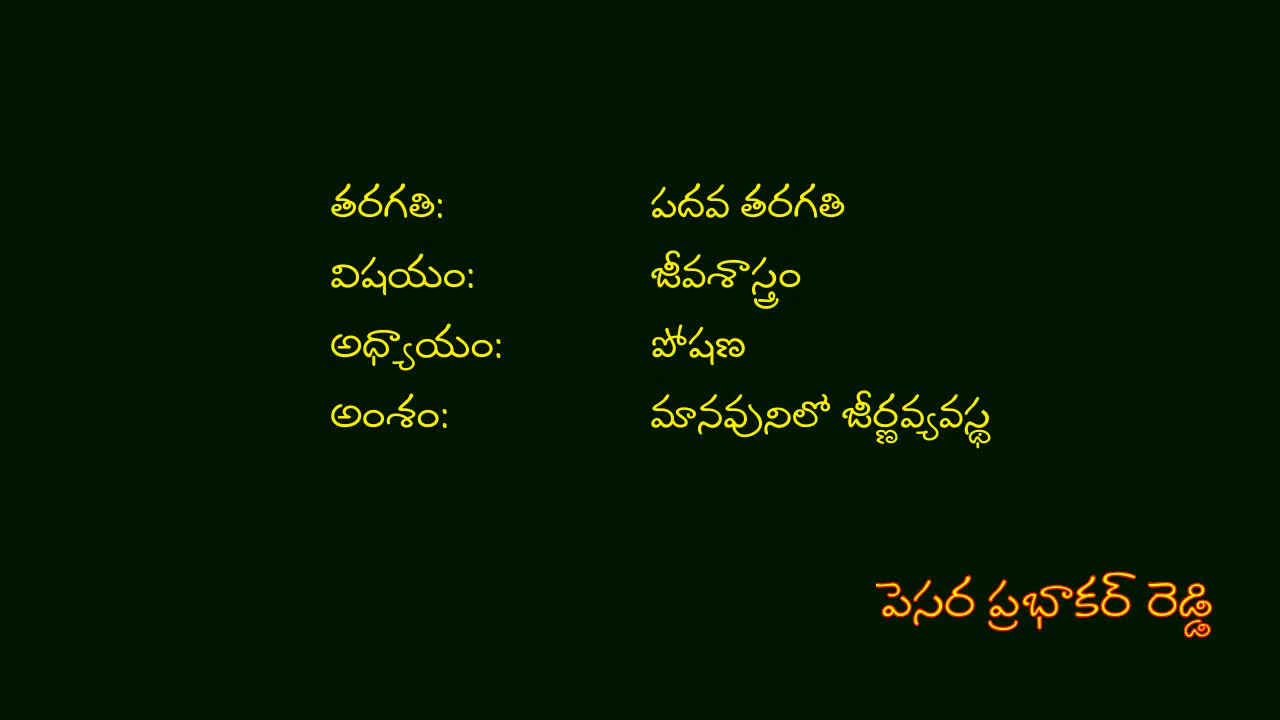 తరగతి: పదవ తరగతి
విషయం: జీవశాస్త్రం
అధ్యాయం: పోషణ
అంశం: మానవునిలో జీర్ణవ్యవస్థ
పెసర ప్రభాకర్ రెడ్డి